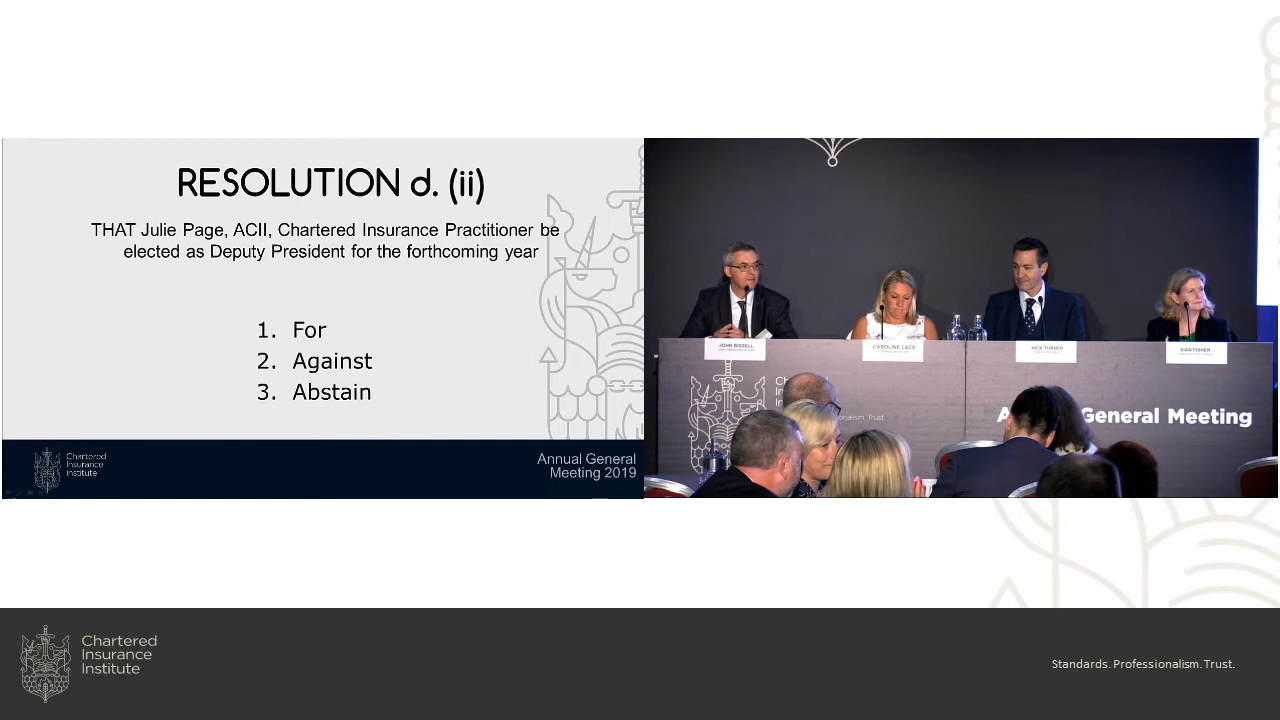 RESOLUTION d. (ii)
THAT Julie Page, ACII, Chartered Insurance Practitioner be
elected as Deputy President for the forthcoming year
1. For
2. Against
3. Abstain
Chartered
Insurance
Institute
Annual General
Meeting 2019
JOHN BISSELL
CAROLINE LACE
NICK TURNER
SIAN FISHER
General Meeting
Trust.
Chartered
Insurance
Institute
Standards. Professionalism. Trust.